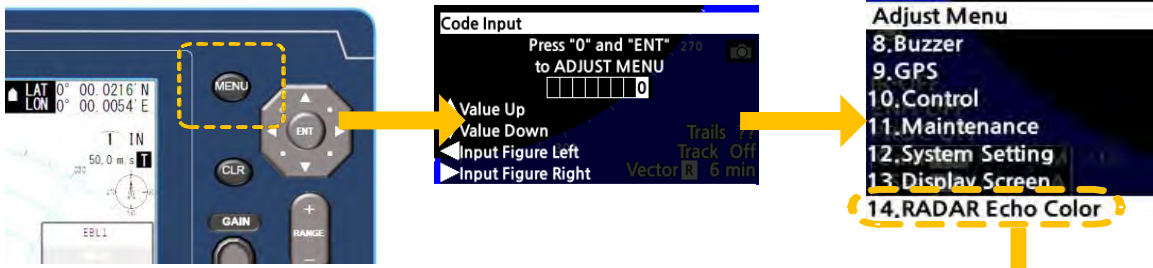 LAT 0° 00.0216' N
LON 0° 00.0054' E
1 IN
50.0 m s T
EBL1
MENU
ENT
CLR
GAIN
+
RANGE
−
Code Input
Press "0" and "ENT" 270
to ADJUST MENU
0
Value Up
Value Down Trails ??
Input Figure Left Track Off
Input Figure Right Vector R 6 min
Adjust Menu
8.Buzzer
9.GPS
10.Control
11.Maintenance
12.System Setting
13.Display Screen
14.RADAR Echo Color